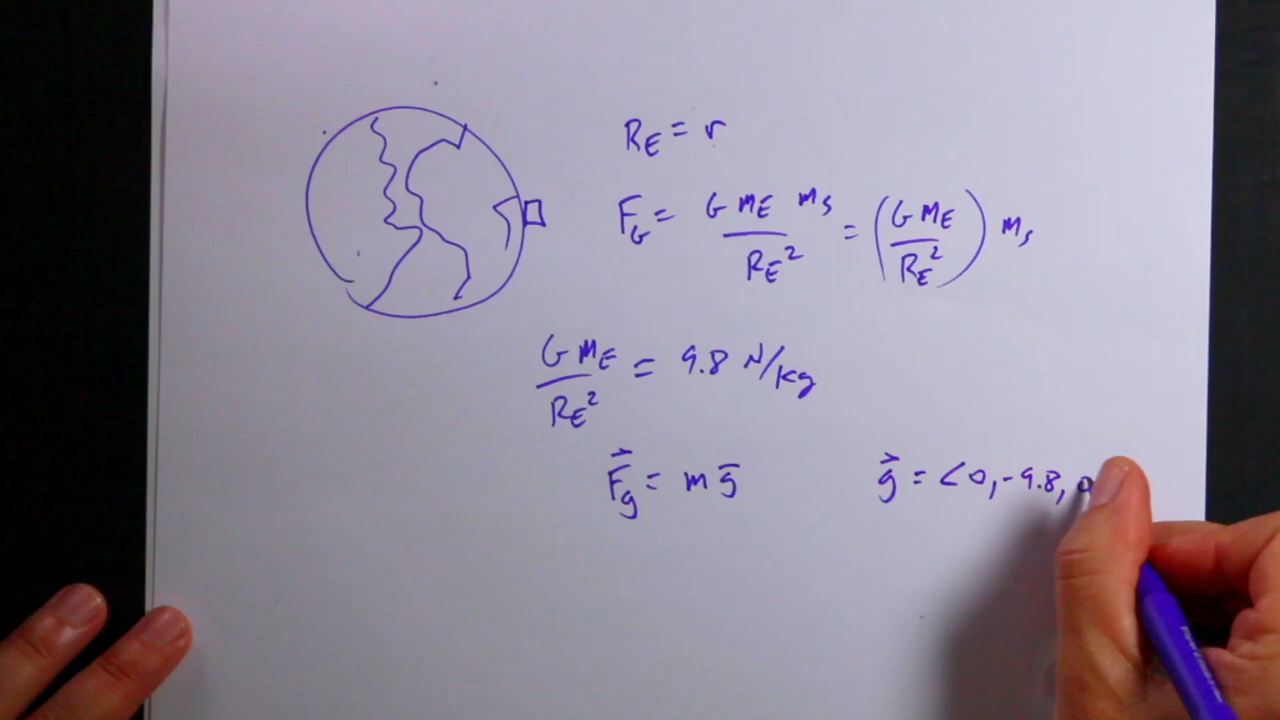 R_E = r
F_G = G M_E m_s / R_E² = (G M_E / R_E²) m_s
G M_E / R_E² = 9.8 N/kg
F⃗_g = m g⃗ g⃗ = <0, -9.8, 0